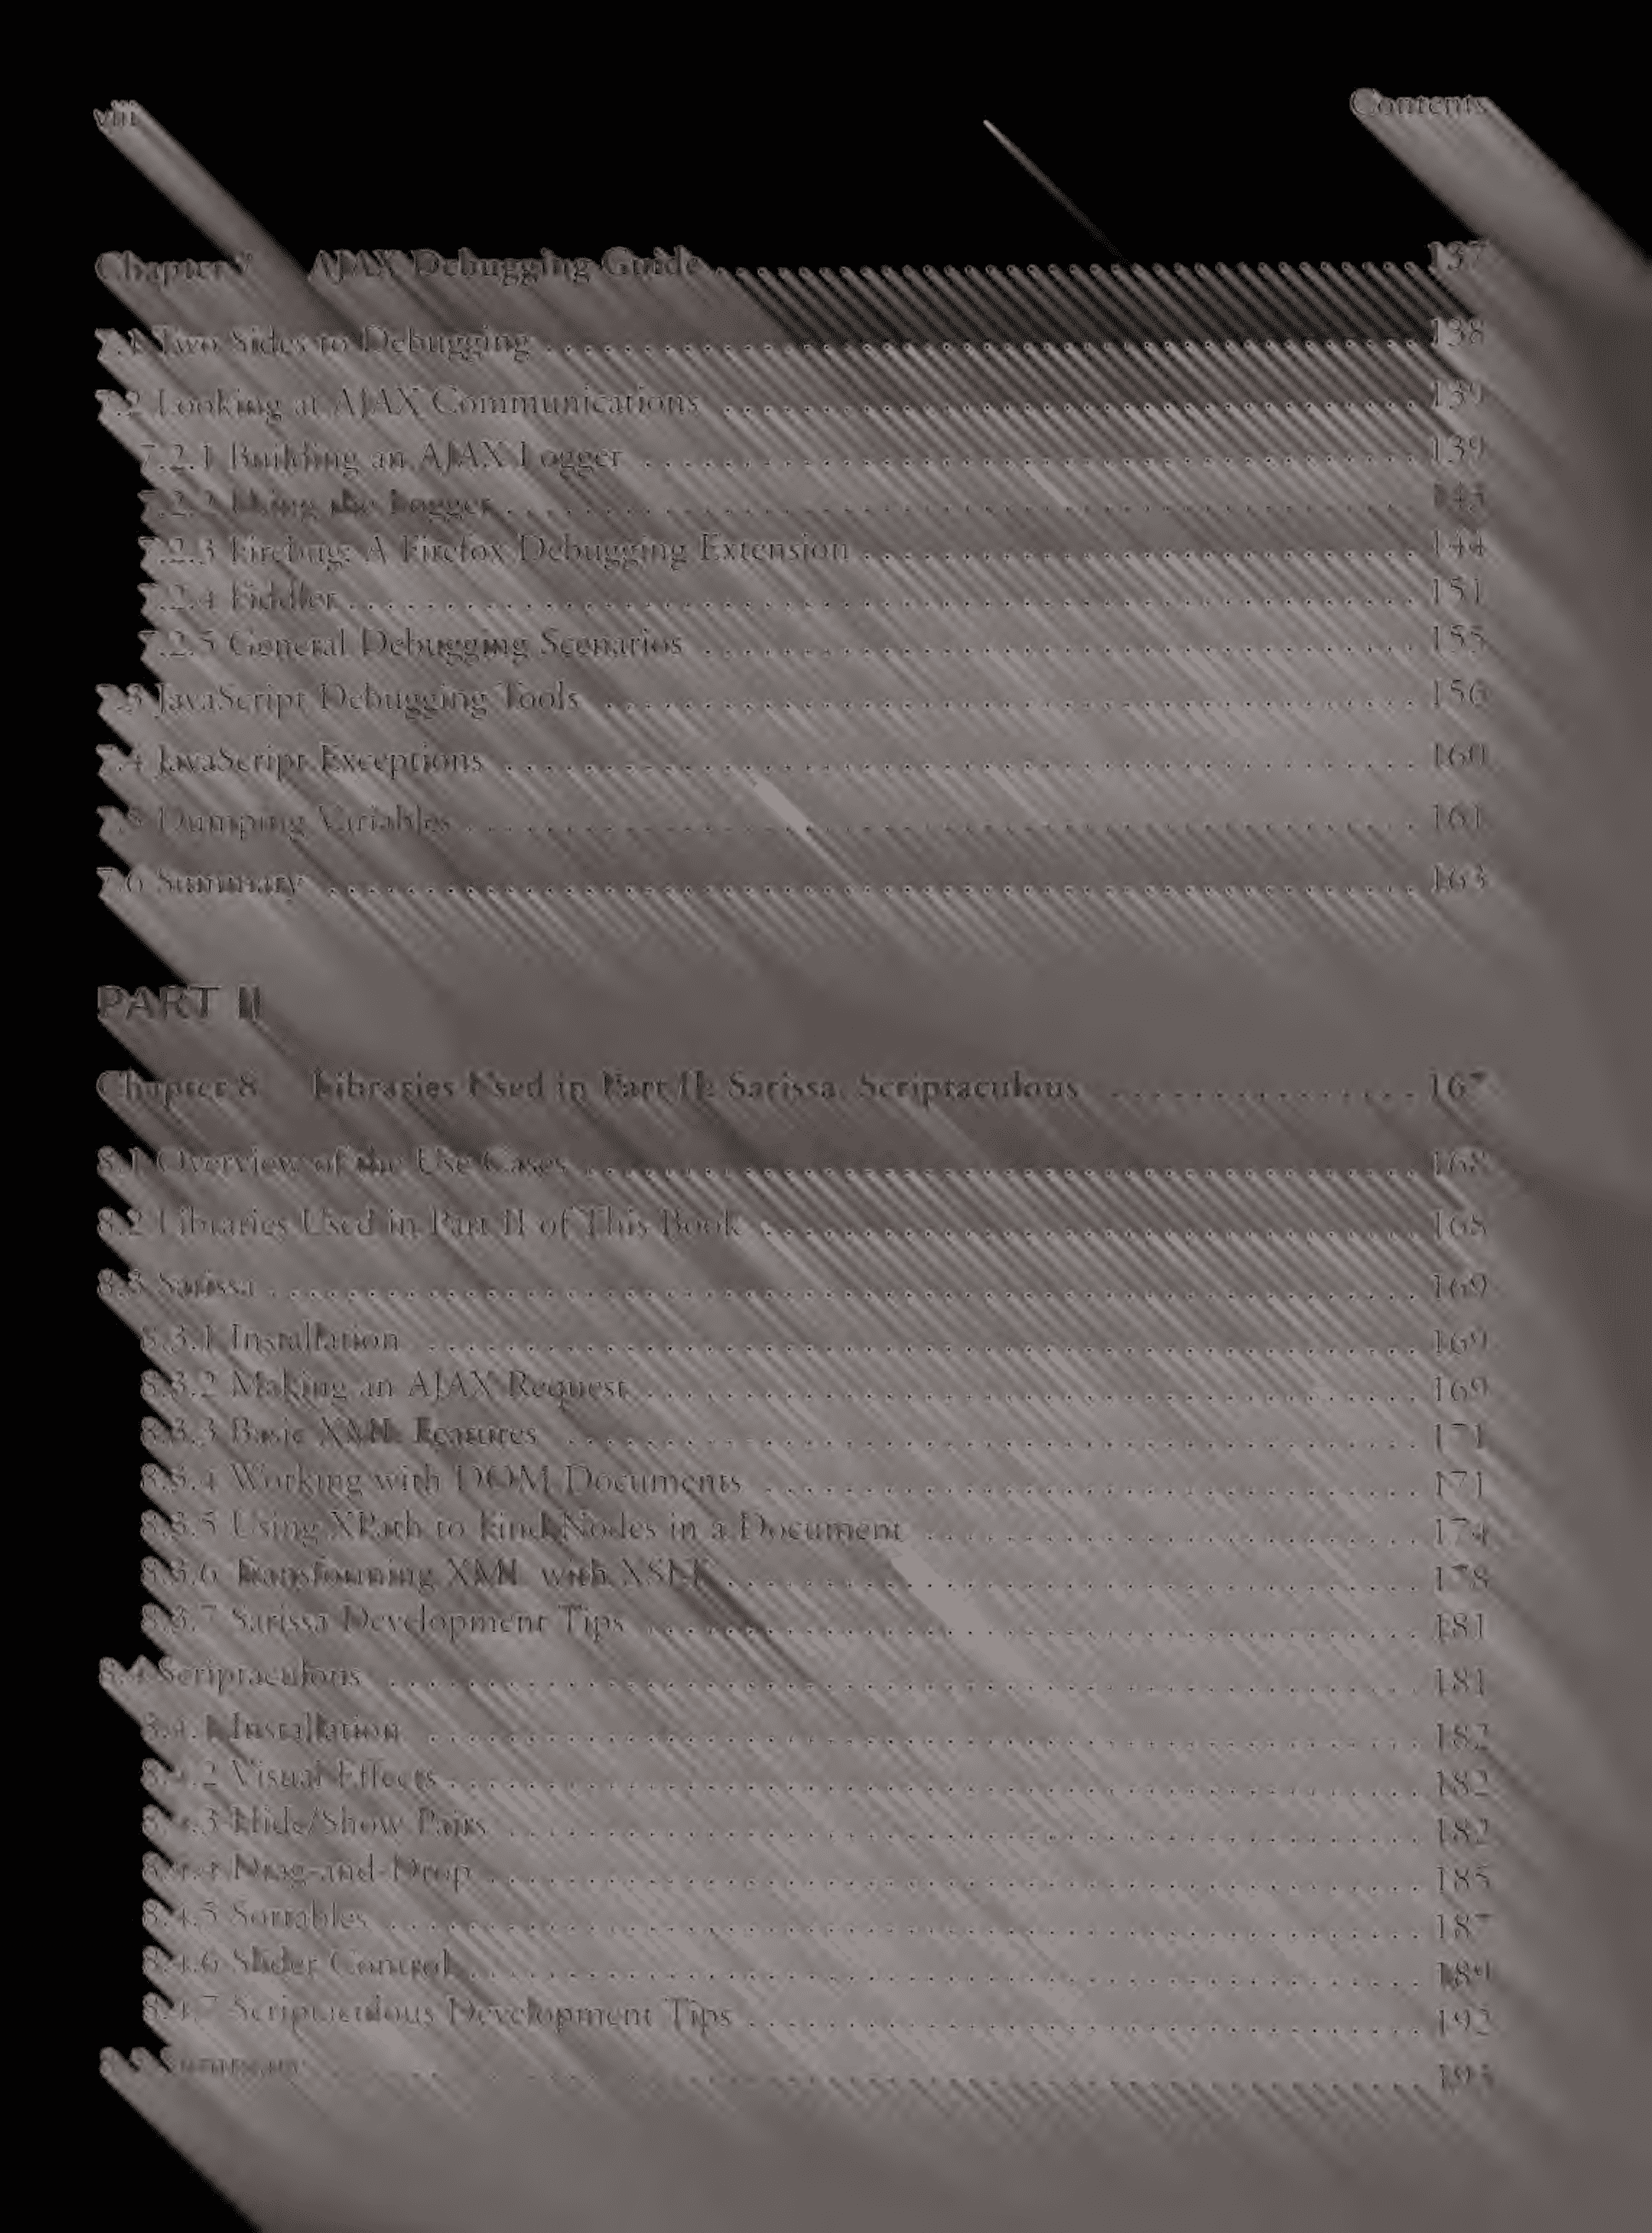 viii
Contents
Chapter 7 AJAX Debugging Guide 137
7.1 Two Sides to Debugging 138
7.2 Looking at AJAX Communications 139
7.2.1 Building an AJAX Logger 139
7.2.2 Using the Logger 143
7.2.3 Firebug: A Firefox Debugging Extension 144
7.2.4 Fiddler 151
7.2.5 General Debugging Scenarios 155
7.3 JavaScript Debugging Tools 156
7.4 JavaScript Exceptions 160
7.5 Dumping Variables 161
7.6 Summary 163
PART II
Chapter 8 Libraries Used in Part II: Sarissa, Scriptaculous 167
8.1 Overview of the Use Cases 168
8.2 Libraries Used in Part II of This Book 168
8.3 Sarissa 169
8.3.1 Installation 169
8.3.2 Making an AJAX Request 169
8.3.3 Basic XML Features 171
8.3.4 Working with DOM Documents 171
8.3.5 Using XPath to Find Nodes in a Document 174
8.3.6 Transforming XML with XSLT 178
8.3.7 Sarissa Development Tips 181
8.4 Scriptaculous 181
8.4.1 Installation 182
8.4.2 Visual Effects 182
8.4.3 Hide/Show Pairs 182
8.4.4 Drag-and-Drop 185
8.4.5 Sortables 187
8.4.6 Slider Control 189
8.4.7 Scriptaculous Development Tips 192
8.5 Summary